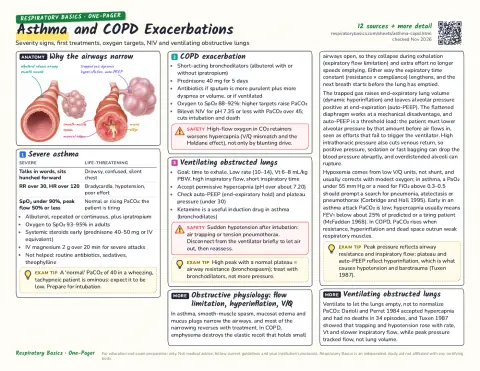 RESPIRATORY BASICS · ONE-PAGER
Asthma and COPD Exacerbations
Severity signs, first treatments, oxygen targets, NIV and ventilating obstructive lungs
12 sources + more detail
checked Nov 2026
ANATOMY Why the airways narrow
1 Severe asthma
SEVERE
LIFE-THREATENING
Talks in words, sits hunched forward
Drowsy, confused, silent chest
RR over 30, HR over 120
Bradycardia, hypotension, poor effort
SpO₂ under 90%, peak flow 50% or less
Normal or rising PaCO₂; the patient is tiring
• Albuterol, repeated or continuous, plus ipratropium
• Oxygen to SpO₂ 93–95% in adults
• Systemic steroids early (prednisone 40–50 mg or IV equivalent)
• IV magnesium 2 g over 20 min for severe attacks
• Not helped: routine antibiotics, sedatives, theophylline
EXAM TIP A 'normal' PaCO₂ of 40 in a wheezing, tachypneic patient is ominous: expect it to be low. Prepare for intubation.
2 COPD exacerbation
• Short-acting bronchodilators (albuterol with or without ipratropium)
• Prednisone 40 mg for 5 days
• Antibiotics if sputum is more purulent plus more dyspnea or volume, or if ventilated
• Oxygen to SpO₂ 88–92%: higher targets raise PaCO₂
• Bilevel NIV for pH 7.35 or less with PaCO₂ over 45; cuts intubation and death
SAFETY High-flow oxygen in CO₂ retainers worsens hypercapnia (V/Q mismatch and the Haldane effect), not only by blunting drive.
3 Ventilating obstructed lungs
• Goal: time to exhale. Low rate (10–14), Vt 6–8 mL/kg PBW, high inspiratory flow, short inspiratory time
• Accept permissive hypercapnia (pH over about 7.20)
• Check auto-PEEP (end-expiratory hold) and plateau pressure (under 30)
• Ketamine is a useful induction drug in asthma (bronchodilates)
SAFETY Sudden hypotension after intubation: air trapping or tension pneumothorax. Disconnect from the ventilator briefly to let air out, then reassess.
EXAM TIP High peak with a normal plateau = airway resistance (bronchospasm); treat with bronchodilators, not more pressure.
MORE Obstructive physiology: flow limitation, hyperinflation, V/Q
In asthma, smooth-muscle spasm, mucosal edema and mucus plugs narrow the airways, and most of the narrowing reverses with treatment. In COPD, emphysema destroys the elastic recoil that holds small
airways open, so they collapse during exhalation (expiratory flow limitation) and extra effort no longer speeds emptying. Either way the expiratory time constant (resistance × compliance) lengthens, and the next breath starts before the lung has emptied.
The trapped gas raises end-expiratory lung volume (dynamic hyperinflation) and leaves alveolar pressure positive at end-expiration (auto-PEEP). The flattened diaphragm works at a mechanical disadvantage, and auto-PEEP is a threshold load: the patient must lower alveolar pressure by that amount before air flows in, seen as efforts that fail to trigger the ventilator. High intrathoracic pressure also cuts venous return, so positive pressure, sedation or fast bagging can drop the blood pressure abruptly, and overdistended alveoli can rupture.
Hypoxemia comes from low V/Q units, not shunt, and usually corrects with modest oxygen; in asthma, a PaO₂ under 55 mm Hg or a need for FiO₂ above 0.3–0.5 should prompt a search for pneumonia, atelectasis or pneumothorax (Corbridge and Hall 1995). Early in an asthma attack PaCO₂ is low; hypercapnia usually means FEV₁ below about 25% of predicted or a tiring patient (McFadden 1968). In COPD, PaCO₂ rises when resistance, hyperinflation and dead space outrun weak respiratory muscles.
EXAM TIP Peak pressure reflects airway resistance and inspiratory flow; plateau and auto-PEEP reflect hyperinflation, which is what causes hypotension and barotrauma (Tuxen 1987).
MORE Ventilating obstructed lungs
Ventilate to let the lungs empty, not to normalize PaCO₂: Darioli and Perret 1984 accepted hypercapnia and had no deaths in 34 episodes, and Tuxen 1987 showed that trapping and hypotension rose with rate, Vt and slower inspiratory flow, while peak pressure tracked flow, not lung volume.
Respiratory Basics · One-Pager